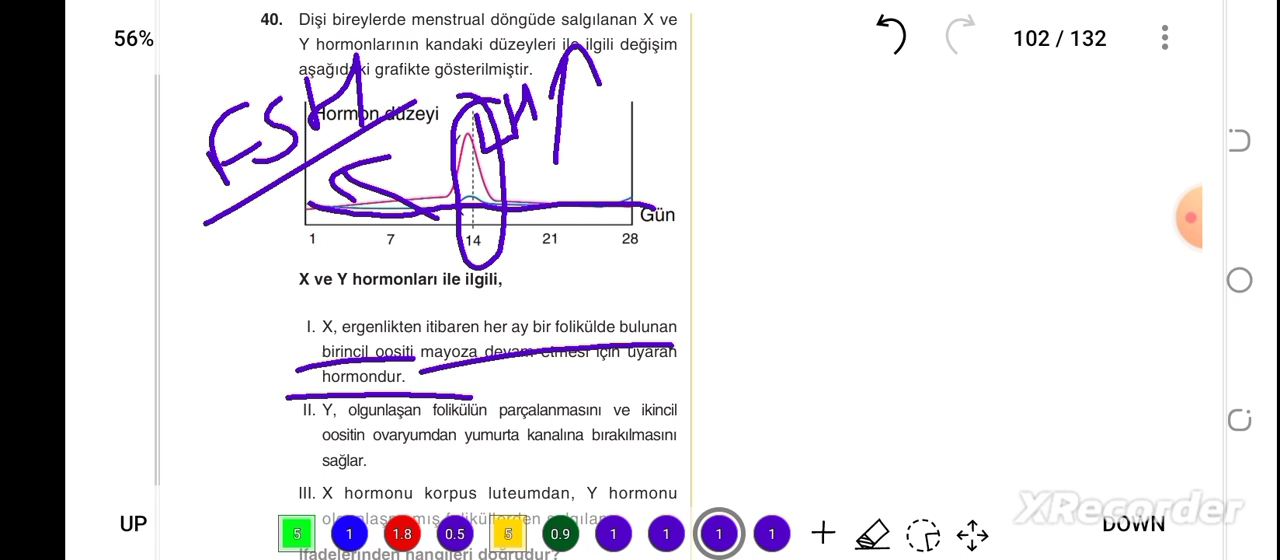 56%
102 / 132
40. Dişi bireylerde menstrual döngüde salgılanan X ve
Y hormonlarının kandaki düzeyleri ile ilgili değişim
aşağıdaki grafikte gösterilmiştir.
FSH
LH
Hormon düzeyi
Gün
1 7 14 21 28
X ve Y hormonları ile ilgili,
I. X, ergenlikten itibaren her ay bir folikülde bulunan
birincil oositi mayoza devam etmesi için uyaran
hormondur.
II. Y, olgunlaşan folikülün parçalanmasını ve ikincil
oositin ovaryumdan yumurta kanalına bırakılmasını
sağlar.
III. X hormonu korpus luteumdan, Y hormonu
olgunlaşmamış foliküllerden salgılanır.
ifadelerinden hangileri doğrudur?
UP
5 1 1.8 0.5 5 0.9 1 1 1 1
DOWN
XRecorder